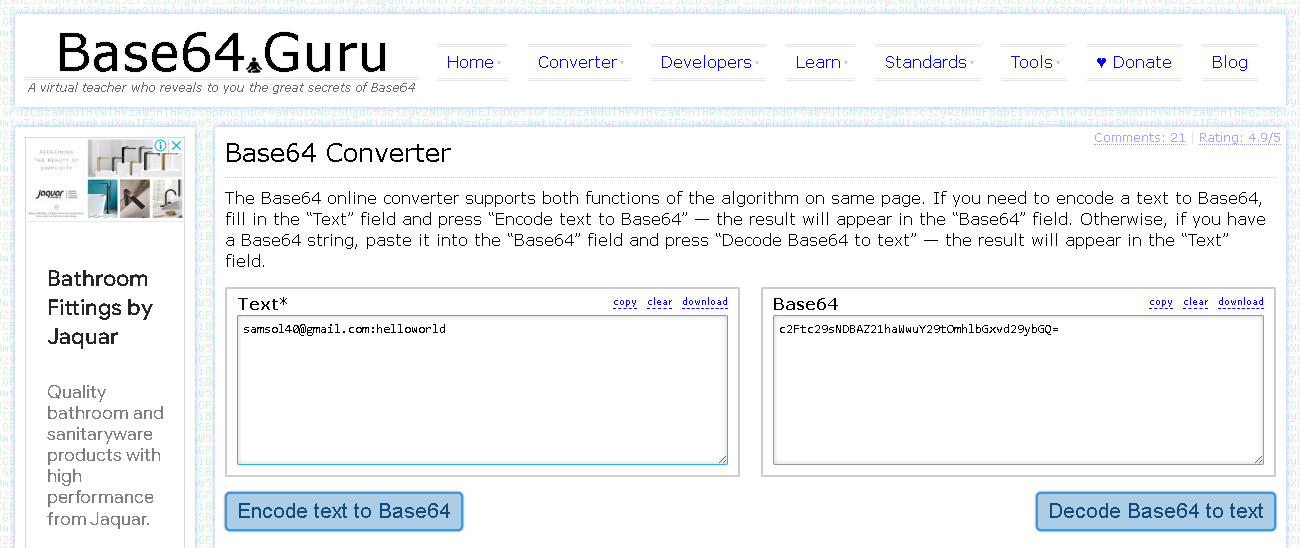 Base64.Guru
A virtual teacher who reveals to you the great secrets of Base64
Home Converter Developers Learn Standards Tools ♥ Donate Blog
REDEFINING
THE BEAUTY OF
SIMPLICITY
JAQUAR
Bathroom
Fittings by
Jaquar
Quality
bathroom and
sanitaryware
products with
high
performance
from Jaquar.
Comments: 21 | Rating: 4.9/5
Base64 Converter
The Base64 online converter supports both functions of the algorithm on same page. If you need to encode a text to Base64,
fill in the “Text” field and press “Encode text to Base64” — the result will appear in the “Base64” field. Otherwise, if you have
a Base64 string, paste it into the “Base64” field and press “Decode Base64 to text” — the result will appear in the “Text”
field.
Text* copy clear download
samsol40@gmail.com:helloworld
Base64 copy clear download
c2Ftc29sNDBAZ21haWwuY29tOmhlbGxvd29ybGQ=
Encode text to Base64
Decode Base64 to text